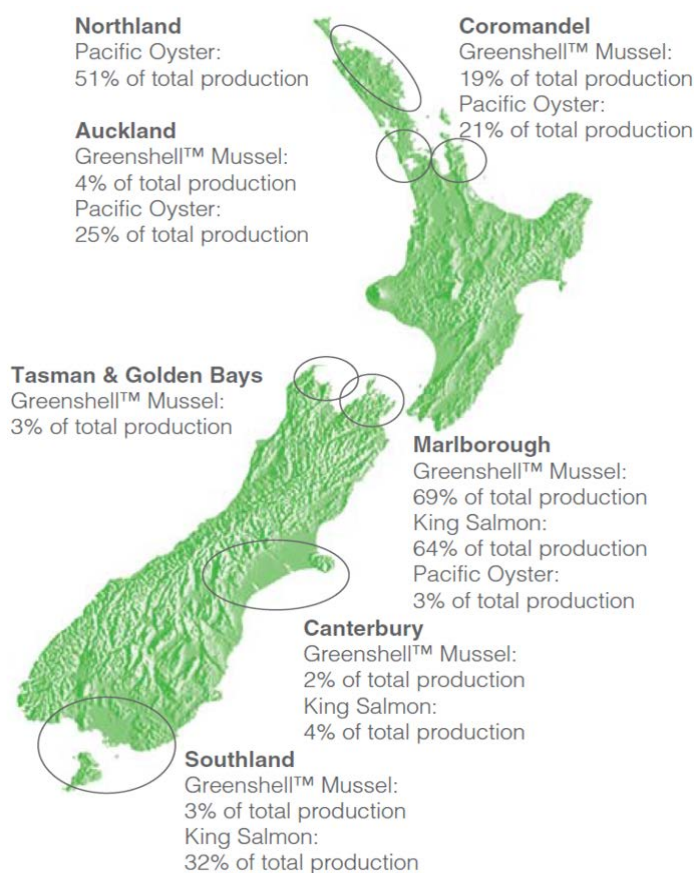 Northland
Pacific Oyster:
51% of total production
Coromandel
Greenshell™ Mussel:
19% of total production
Pacific Oyster:
21% of total production
Auckland
Greenshell™ Mussel:
4% of total production
Pacific Oyster:
25% of total production
Tasman & Golden Bays
Greenshell™ Mussel:
3% of total production
Marlborough
Greenshell™ Mussel:
69% of total production
King Salmon:
64% of total production
Pacific Oyster:
3% of total production
Canterbury
Greenshell™ Mussel:
2% of total production
King Salmon:
4% of total production
Southland
Greenshell™ Mussel:
3% of total production
King Salmon:
32% of total production